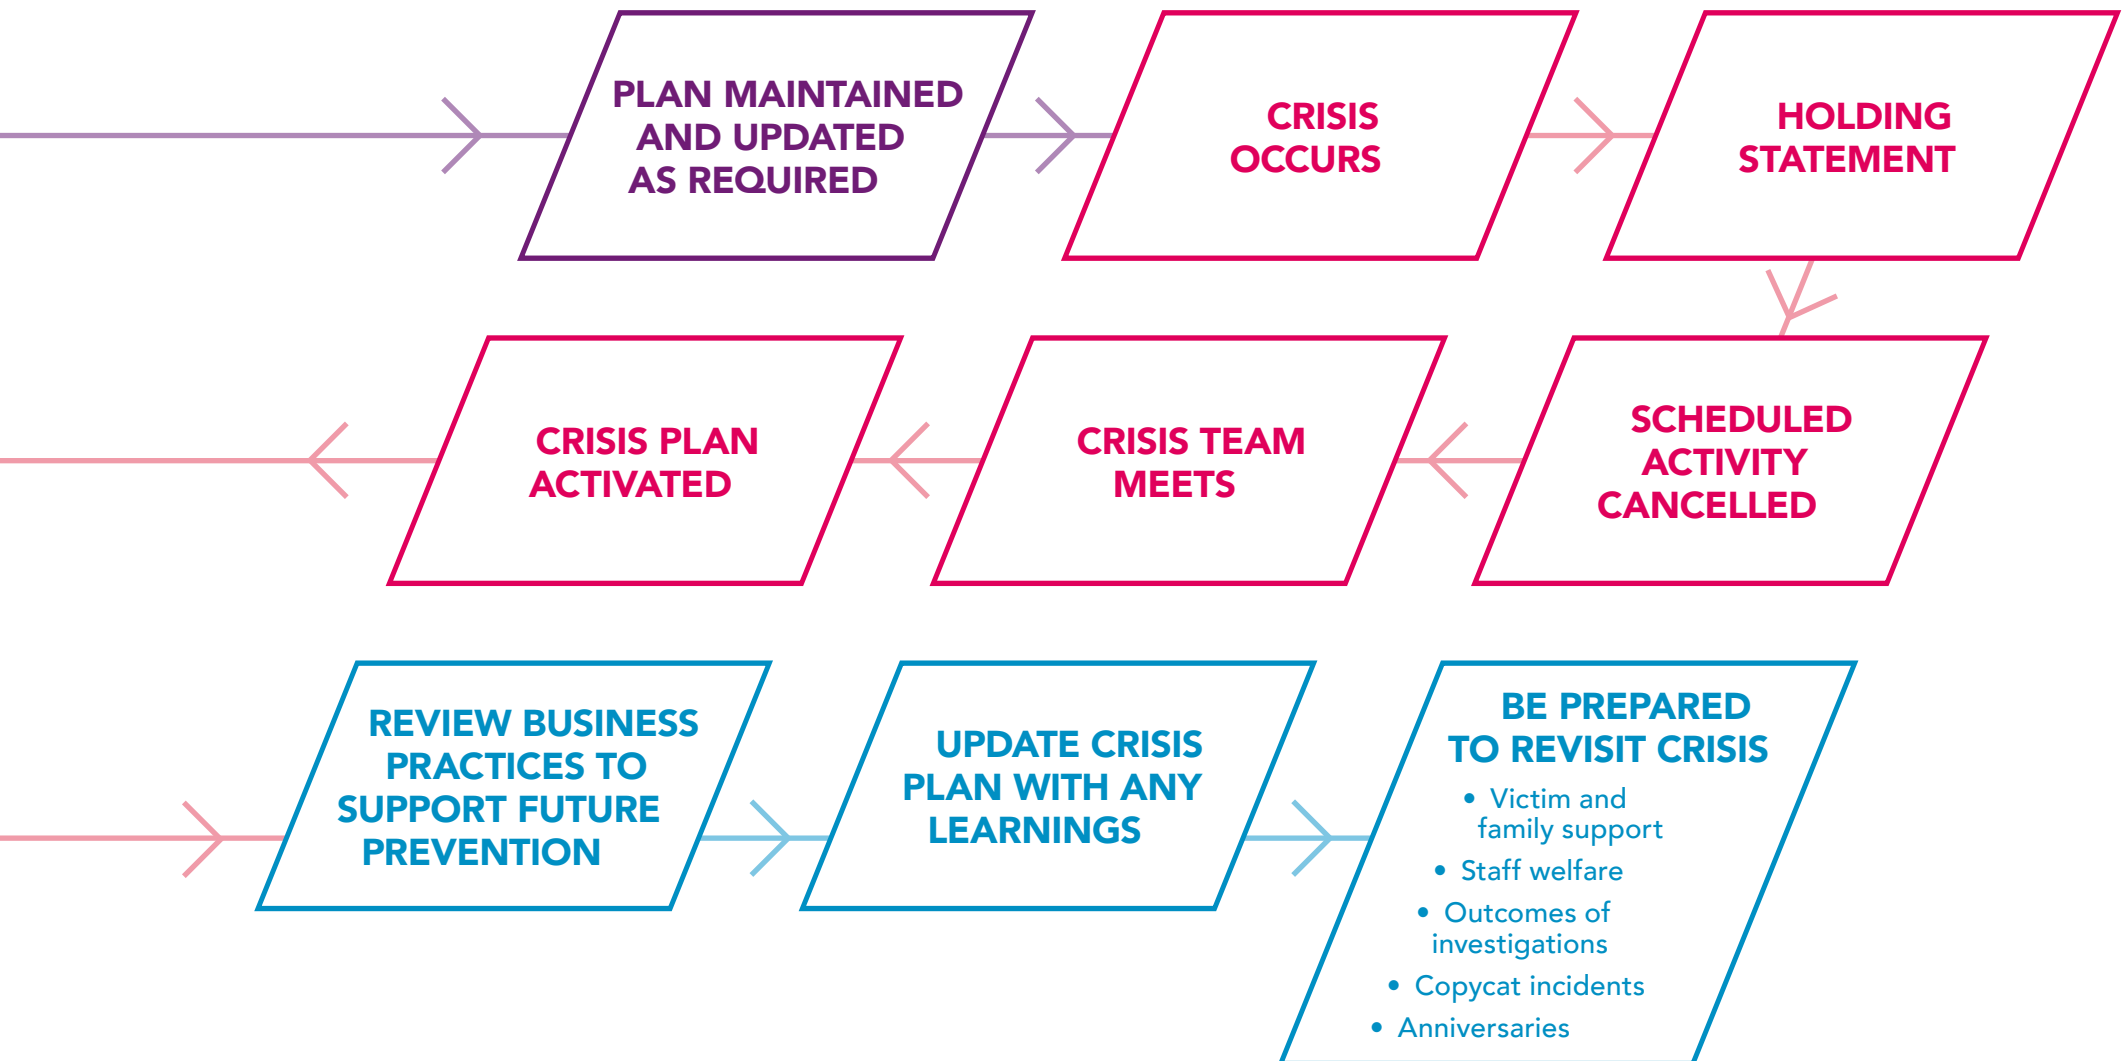 PLAN MAINTAINED
AND UPDATED
AS REQUIRED
CRISIS
OCCURS
HOLDING
STATEMENT
SCHEDULED
ACTIVITY
CANCELLED
CRISIS TEAM
MEETS
CRISIS PLAN
ACTIVATED
REVIEW BUSINESS
PRACTICES TO
SUPPORT FUTURE
PREVENTION
UPDATE CRISIS
PLAN WITH ANY
LEARNINGS
BE PREPARED
TO REVISIT CRISIS
• Victim and
family support
• Staff welfare
• Outcomes of
investigations
• Copycat incidents
• Anniversaries